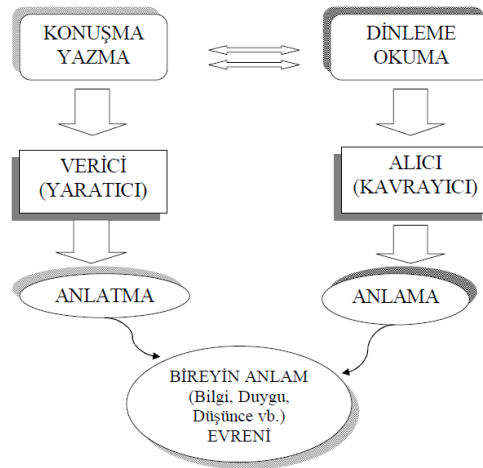 KONUŞMA
YAZMA
DİNLEME
OKUMA
VERİCİ
(YARATICI)
ALICI
(KAVRAYICI)
ANLATMA
ANLAMA
BİREYİN ANLAM
(Bilgi, Duygu,
Düşünce vb.)
EVRENİ